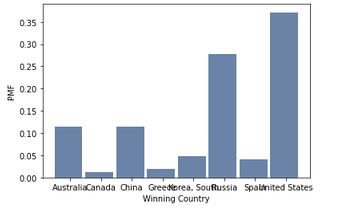 0.35
0.30
0.25
0.20
0.15
0.10
0.05
0.00
PMF
Australia Canada China Greece Korea, South Russia Spain United States
Winning Country